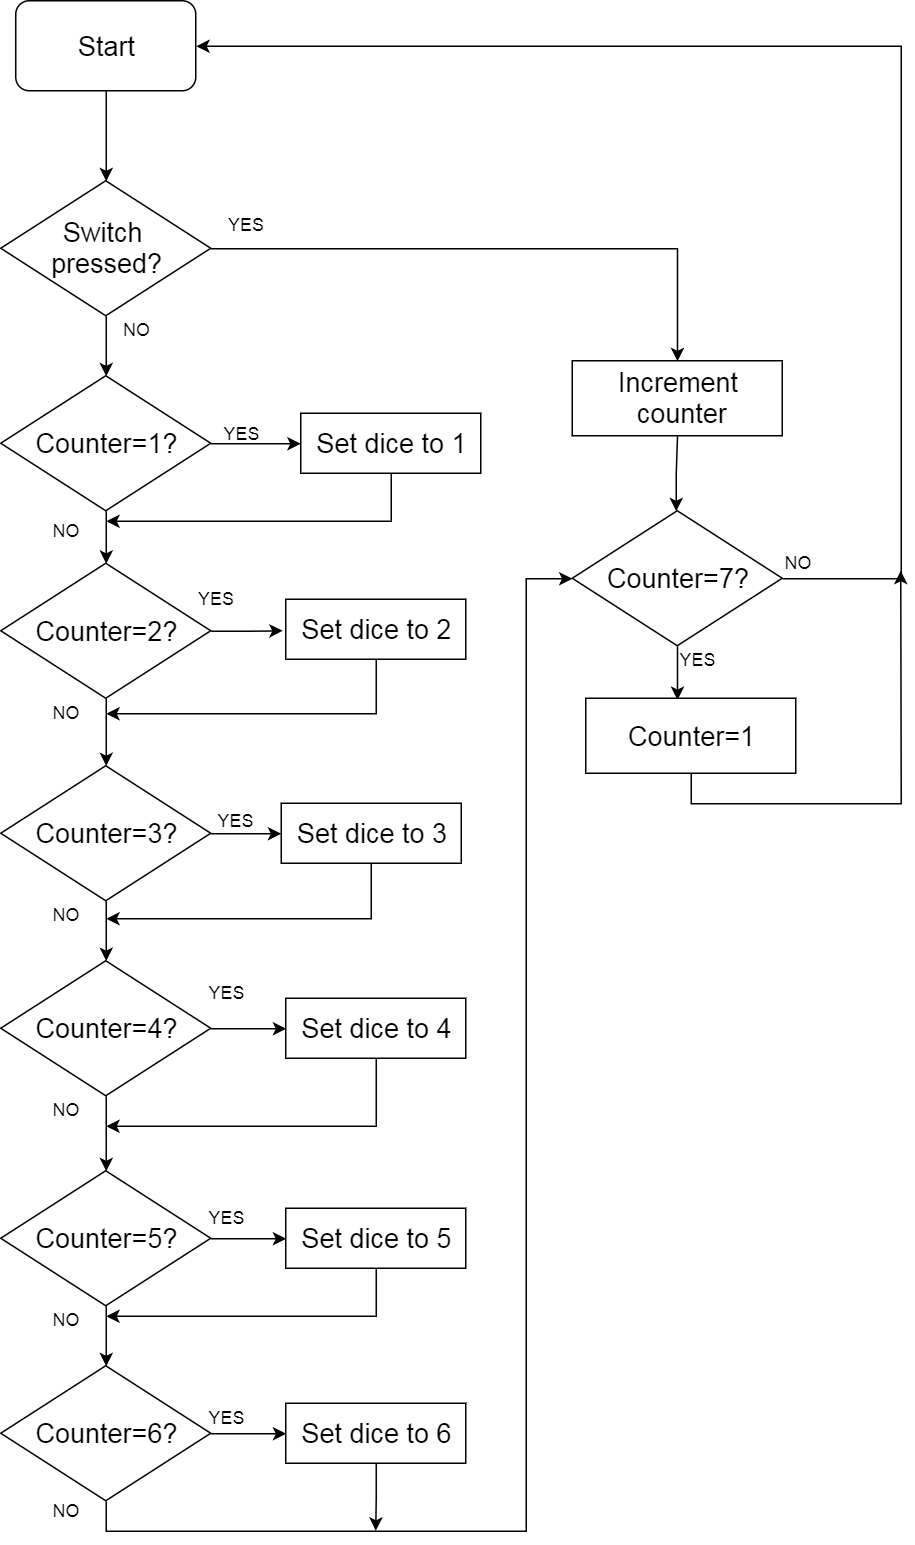 Start
Switch
pressed?
YES
NO
Increment
counter
Counter=1?
YES
Set dice to 1
NO
Counter=7?
NO
YES
Counter=2?
YES
Set dice to 2
NO
Counter=1
Counter=3?
YES
Set dice to 3
NO
Counter=4?
YES
Set dice to 4
NO
Counter=5?
YES
Set dice to 5
NO
Counter=6?
YES
Set dice to 6
NO